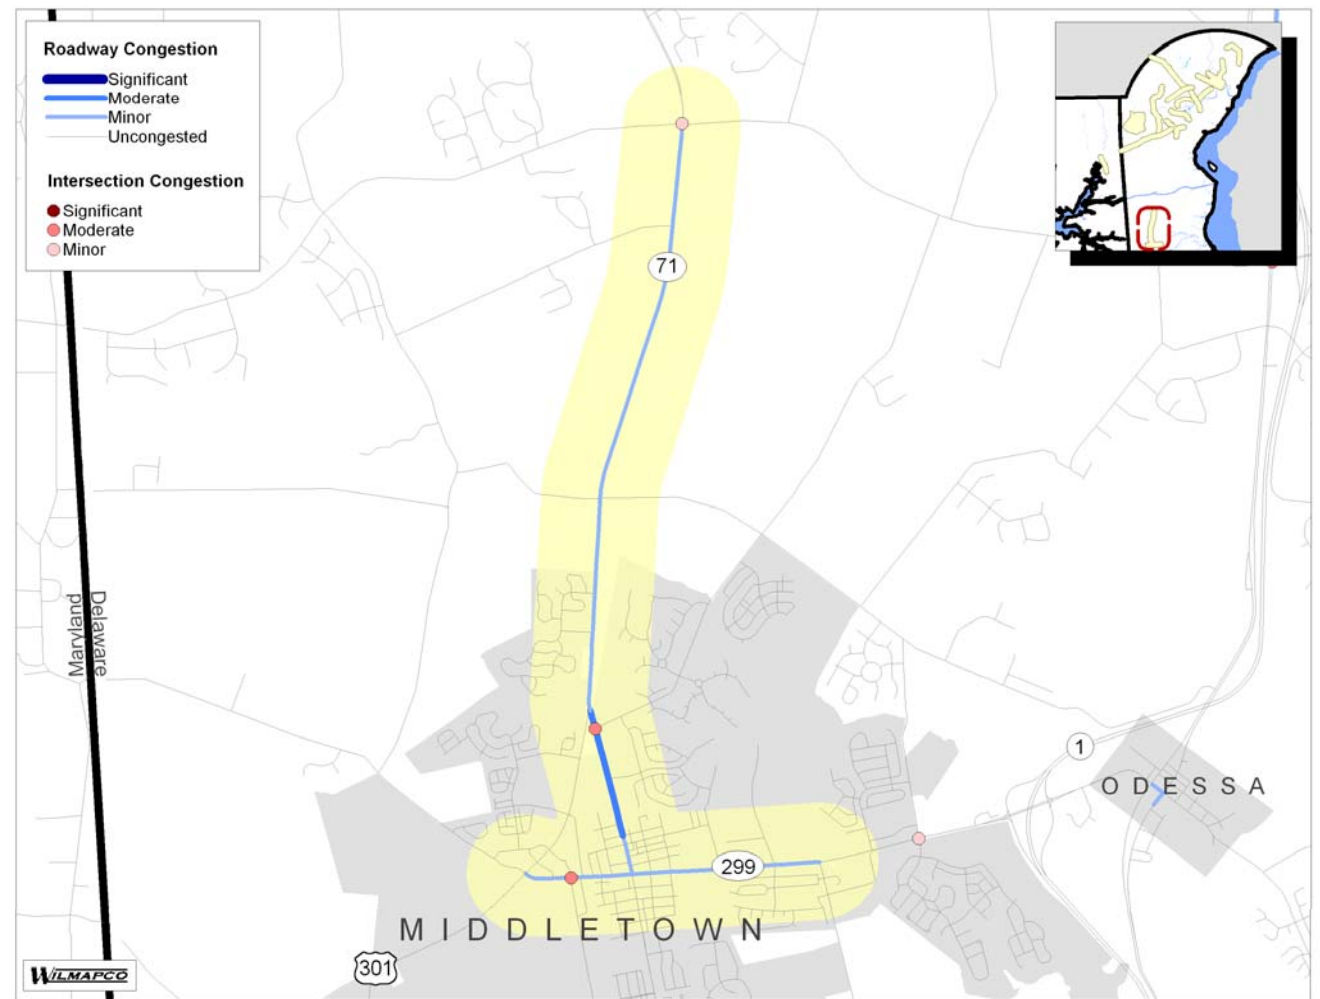 Roadway Congestion
Significant
Moderate
Minor
Uncongested
Intersection Congestion
Significant
Moderate
Minor
71
Maryland
Delaware
1
ODESSA
299
MIDDLETOWN
301
WILMAPCO